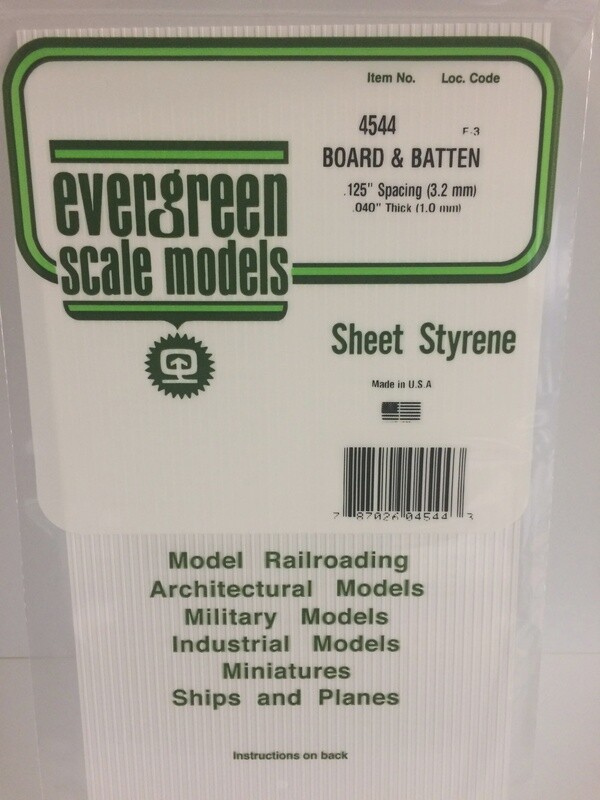 Item No. Loc. Code
4544 F-3
BOARD & BATTEN
.125" Spacing (3.2 mm)
.040" Thick (1.0 mm)
evergreen
scale models
Sheet Styrene
Made in U.S.A
7 87026 04544 3
Model Railroading
Architectural Models
Military Models
Industrial Models
Miniatures
Ships and Planes
Instructions on back